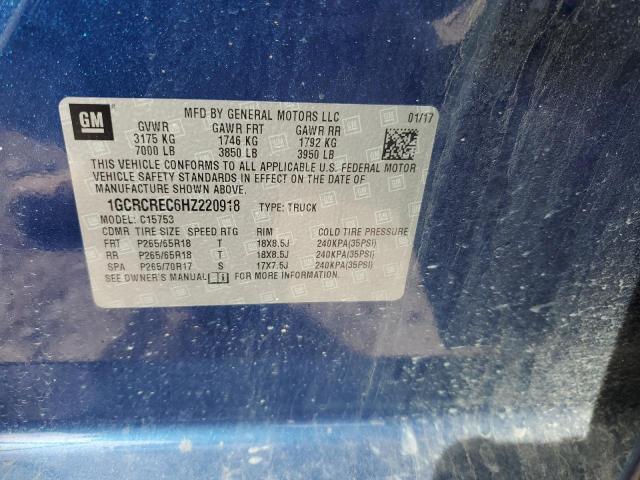 GM
MFD BY GENERAL MOTORS LLC 01/17
GVWR GAWR FRT GAWR RR
3175 KG 1746 KG 1792 KG
7000 LB 3850 LB 3950 LB
THIS VEHICLE CONFORMS TO ALL APPLICABLE U.S. FEDERAL MOTOR
VEHICLE SAFETY STANDARDS IN EFFECT ON THE DATE OF
MANUFACTURE SHOWN ABOVE.
1GCRCREC6HZ220918 TYPE: TRUCK
MODEL: C15753
CDMR TIRE SIZE SPEED RTG RIM COLD TIRE PRESSURE
FRT P265/65R18 T 18X8.5J 240KPA(35PSI)
RR P265/65R18 T 18X8.5J 240KPA(35PSI)
SPA P265/70R17 S 17X7.5J 240KPA(35PSI)
SEE OWNER'S MANUAL FOR MORE INFORMATION.